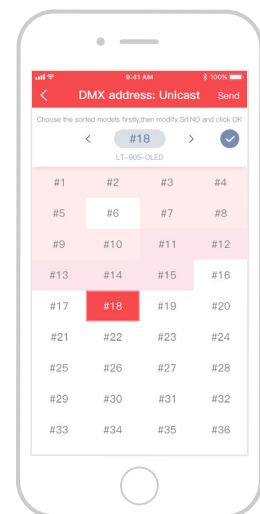 9:41 AM 100%
DMX address: Unicast Send
Choose the sorted models firstly,then modify Srl.NO and click OK
< #18 >
LT-905-OLED
#1 #2 #3 #4
#5 #6 #7 #8
#9 #10 #11 #12
#13 #14 #15 #16
#17 #18 #19 #20
#21 #22 #23 #24
#25 #26 #27 #28
#29 #30 #31 #32
#33 #34 #35 #36